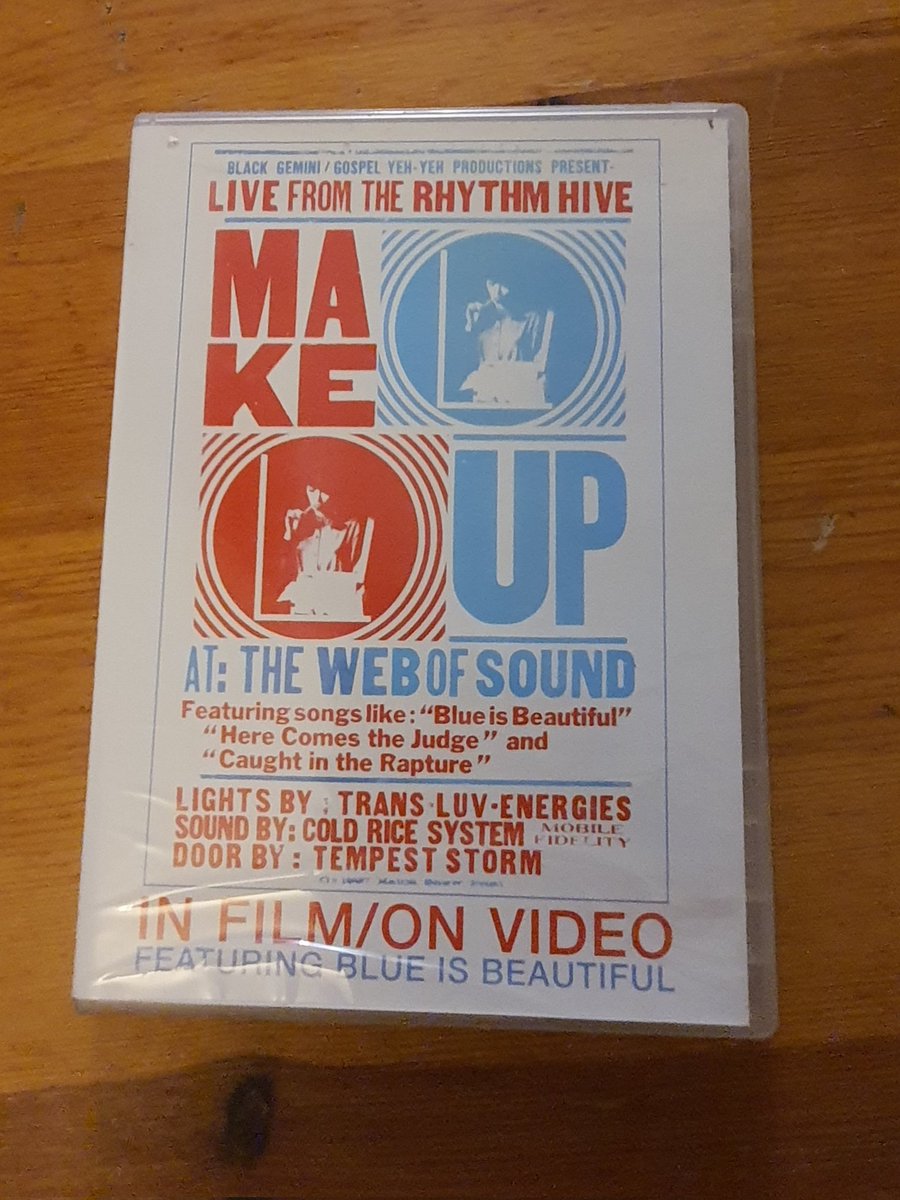 BLACK GEMINI/GOSPEL YEH-YEH PRODUCTIONS PRESENT-
LIVE FROM THE RHYTHM HIVE
MA
KE
UP
AT: THE WEB OF SOUND
Featuring songs like: “Blue is Beautiful”
“Here Comes the Judge” and
“Caught in the Rapture”
LIGHTS BY : TRANS·LUV-ENERGIES
SOUND BY: COLD RICE SYSTEM MOBILE FIDELITY
DOOR BY : TEMPEST STORM
IN FILM/ON VIDEO
FEATURING BLUE IS BEAUTIFUL